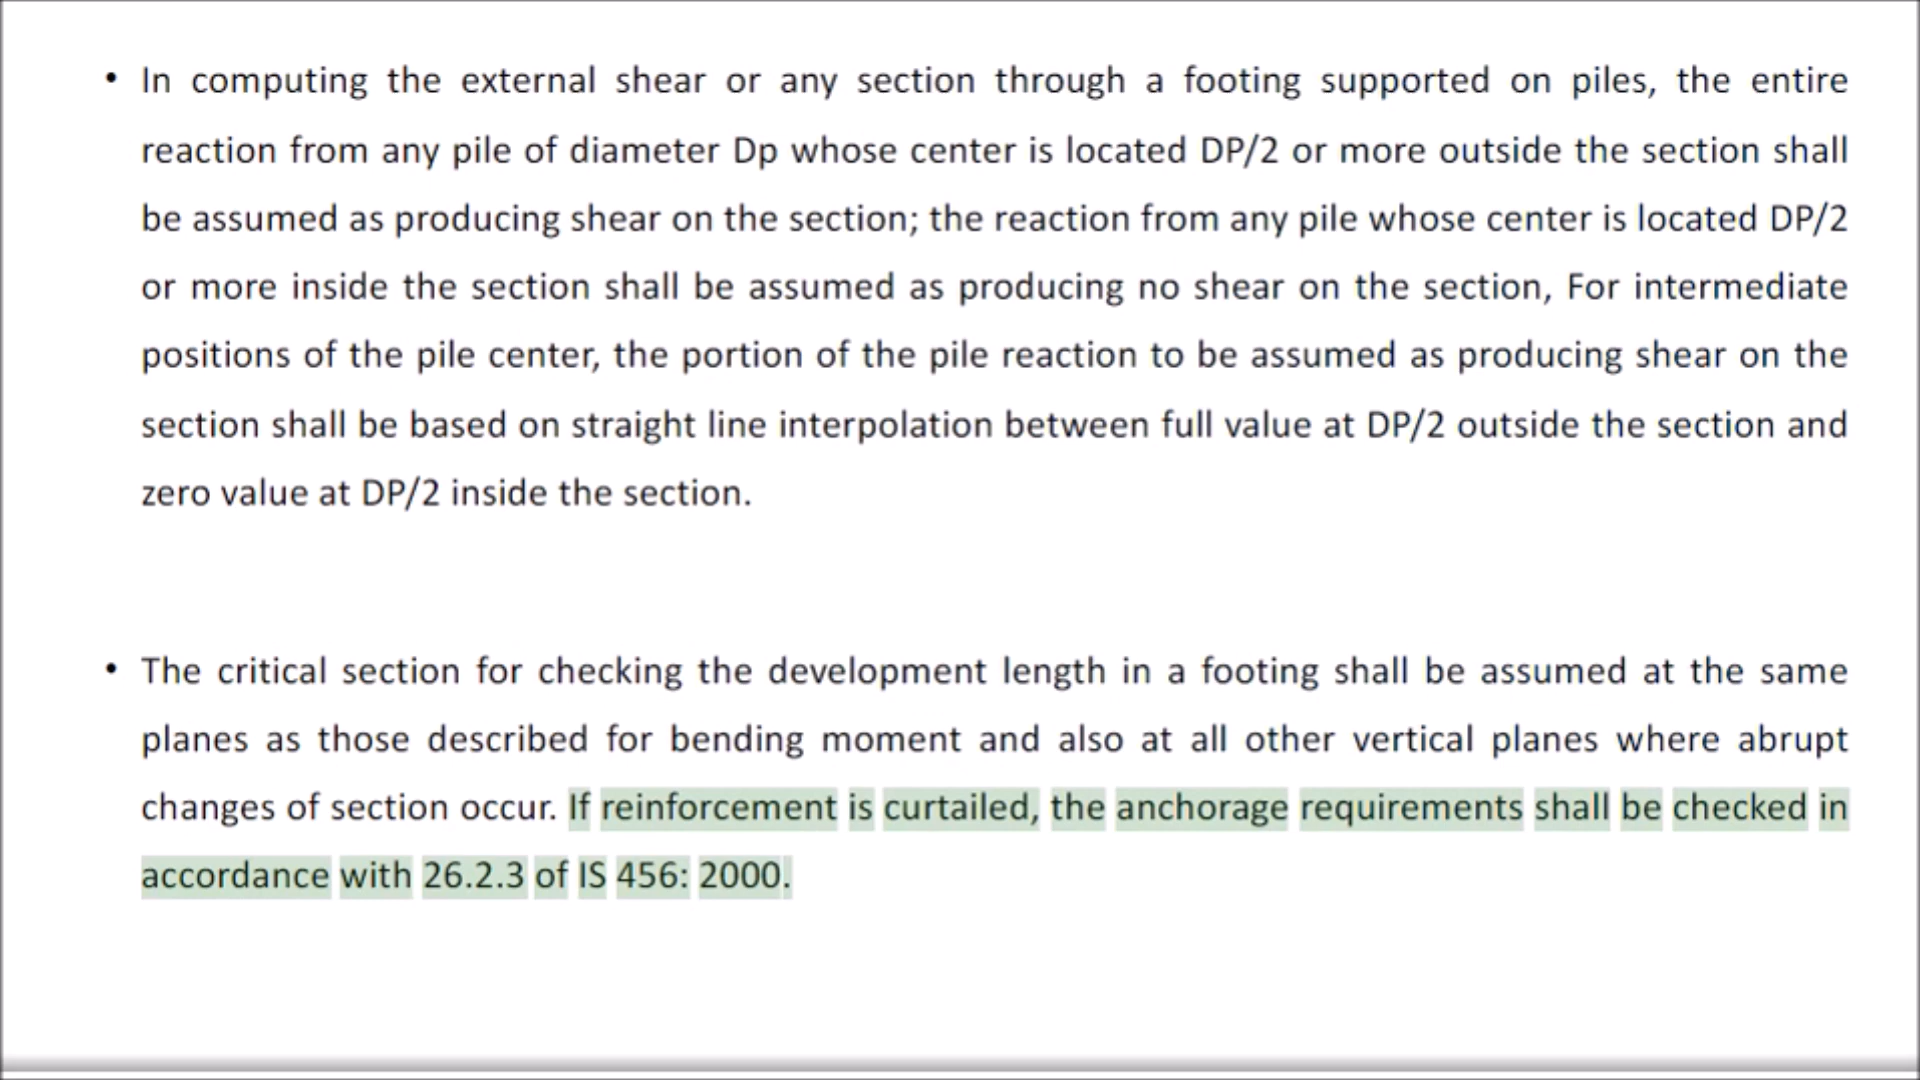 • In computing the external shear or any section through a footing supported on piles, the entire
reaction from any pile of diameter Dp whose center is located DP/2 or more outside the section shall
be assumed as producing shear on the section; the reaction from any pile whose center is located DP/2
or more inside the section shall be assumed as producing no shear on the section, For intermediate
positions of the pile center, the portion of the pile reaction to be assumed as producing shear on the
section shall be based on straight line interpolation between full value at DP/2 outside the section and
zero value at DP/2 inside the section.
• The critical section for checking the development length in a footing shall be assumed at the same
planes as those described for bending moment and also at all other vertical planes where abrupt
changes of section occur. If reinforcement is curtailed, the anchorage requirements shall be checked in
accordance with 26.2.3 of IS 456: 2000.